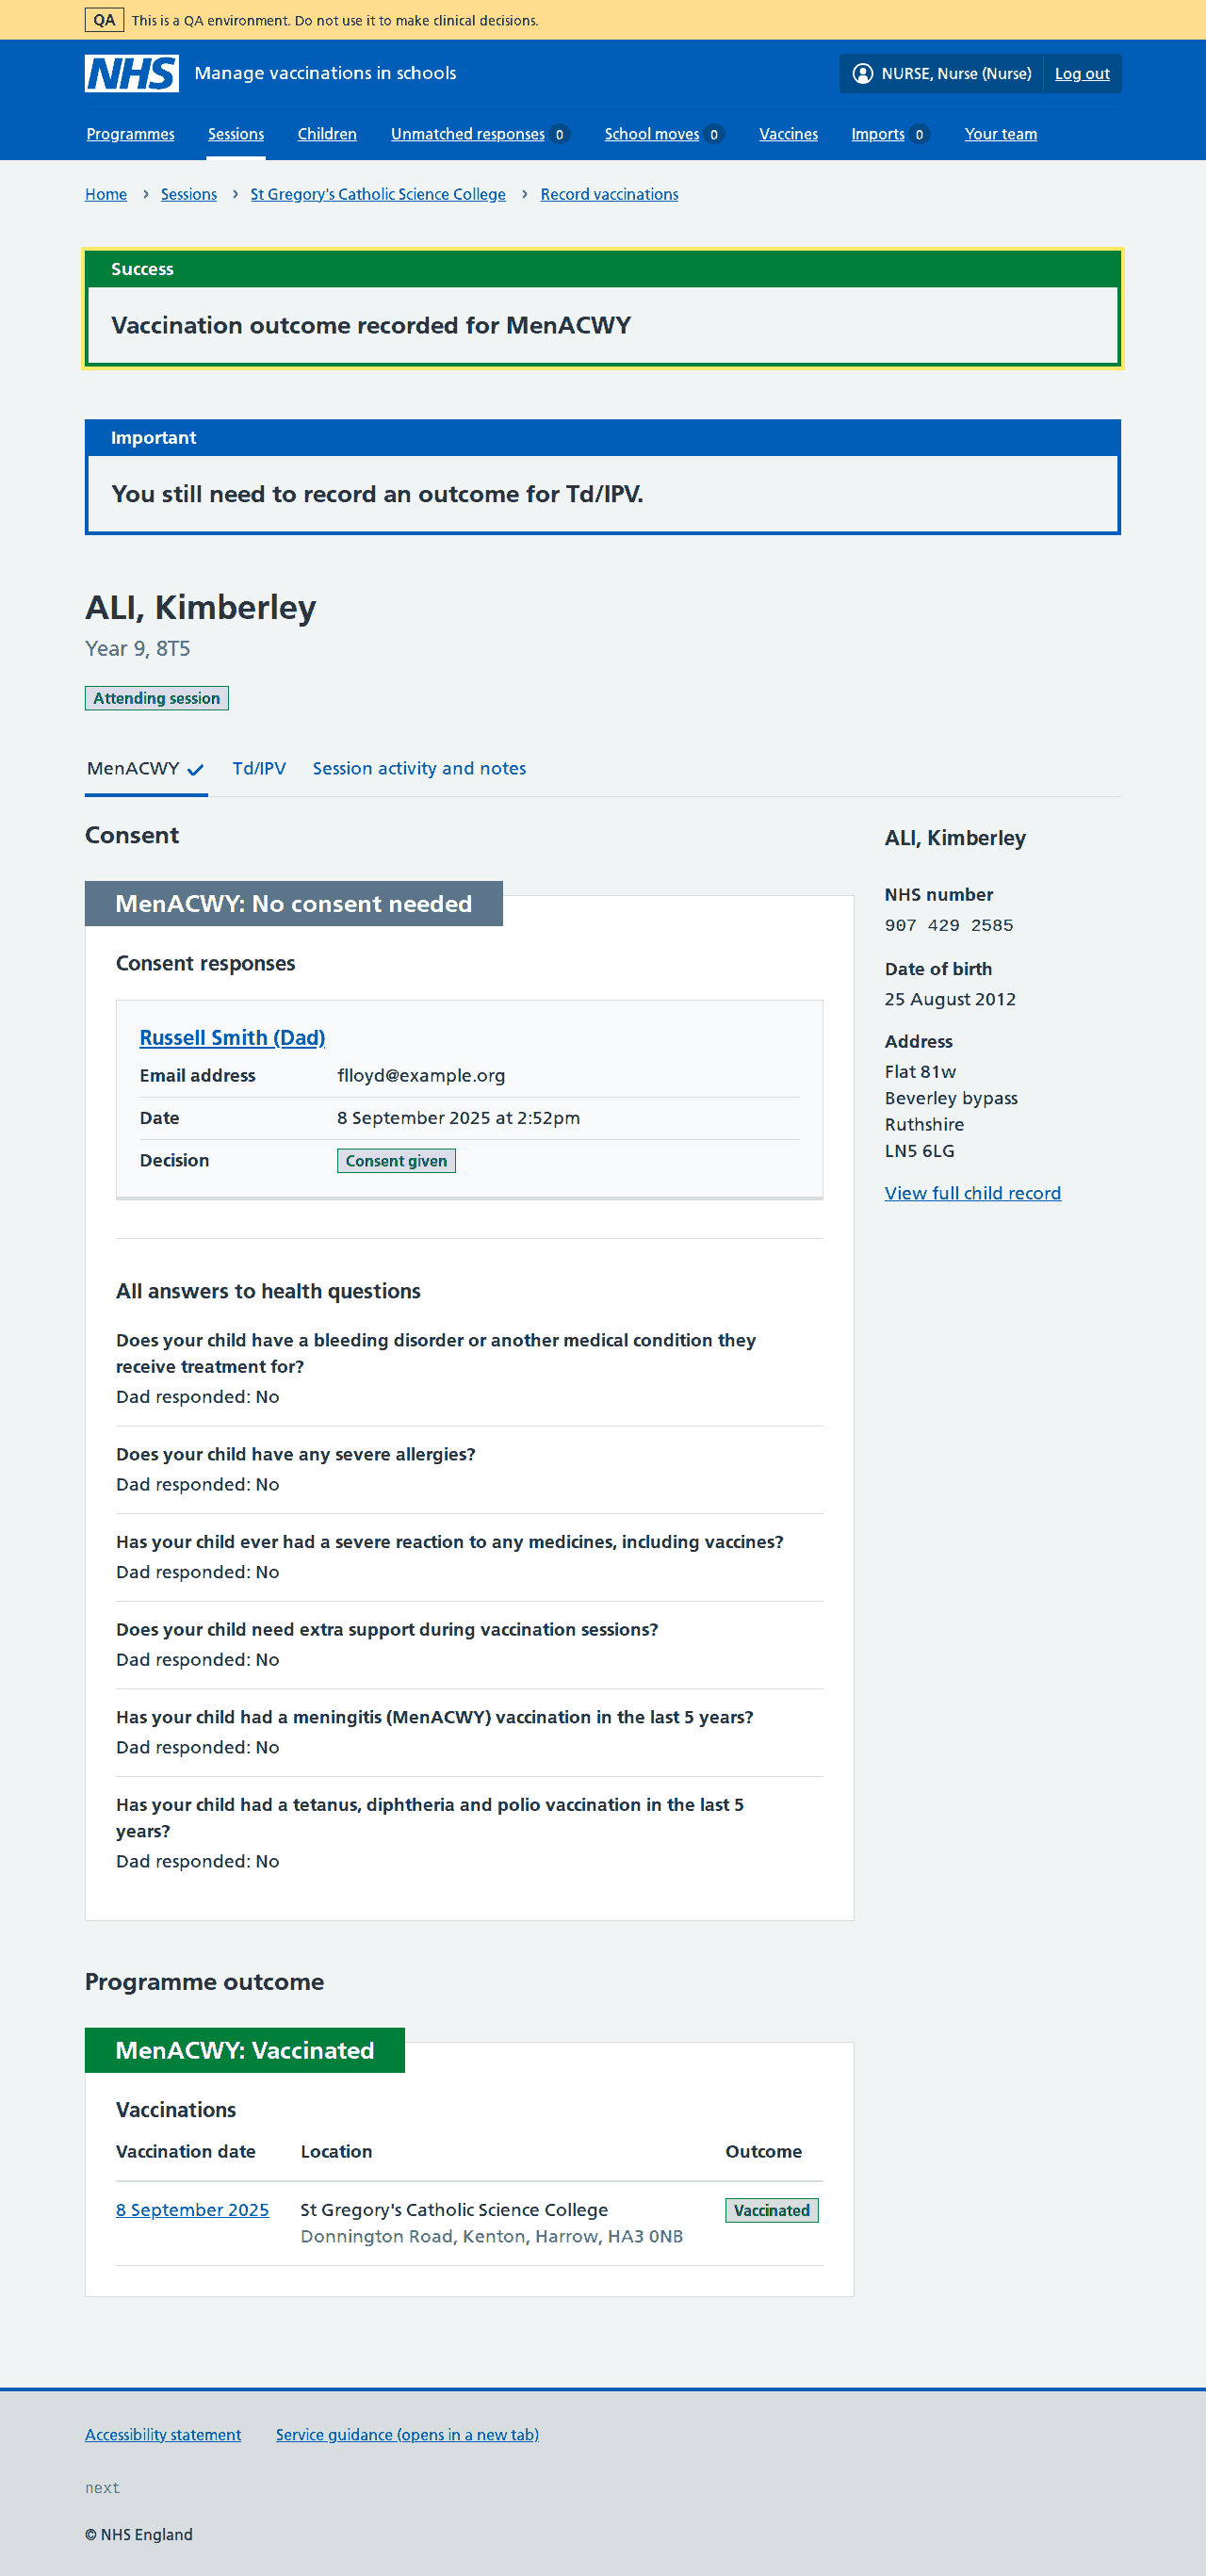 QA This is a QA environment. Do not use it to make clinical decisions.
NHS Manage vaccinations in schools NURSE, Nurse (Nurse) Log out
Programmes Sessions Children Unmatched responses 0 School moves 0 Vaccines Imports 0 Your team
Home › Sessions › St Gregory's Catholic Science College › Record vaccinations
Success
Vaccination outcome recorded for MenACWY
Important
You still need to record an outcome for Td/IPV.
ALI, Kimberley
Year 9, 8T5
Attending session
MenACWY Td/IPV Session activity and notes
Consent
MenACWY: No consent needed
Consent responses
Russell Smith (Dad)
Email address flloyd@example.org
Date 8 September 2025 at 2:52pm
Decision Consent given
All answers to health questions
Does your child have a bleeding disorder or another medical condition they
receive treatment for?
Dad responded: No
Does your child have any severe allergies?
Dad responded: No
Has your child ever had a severe reaction to any medicines, including vaccines?
Dad responded: No
Does your child need extra support during vaccination sessions?
Dad responded: No
Has your child had a meningitis (MenACWY) vaccination in the last 5 years?
Dad responded: No
Has your child had a tetanus, diphtheria and polio vaccination in the last 5
years?
Dad responded: No
ALI, Kimberley
NHS number
907 429 2585
Date of birth
25 August 2012
Address
Flat 81w
Beverley bypass
Ruthshire
LN5 6LG
View full child record
Programme outcome
MenACWY: Vaccinated
Vaccinations
Vaccination date Location Outcome
8 September 2025 St Gregory's Catholic Science College Vaccinated
Donnington Road, Kenton, Harrow, HA3 0NB
Accessibility statement Service guidance (opens in a new tab)
next
© NHS England